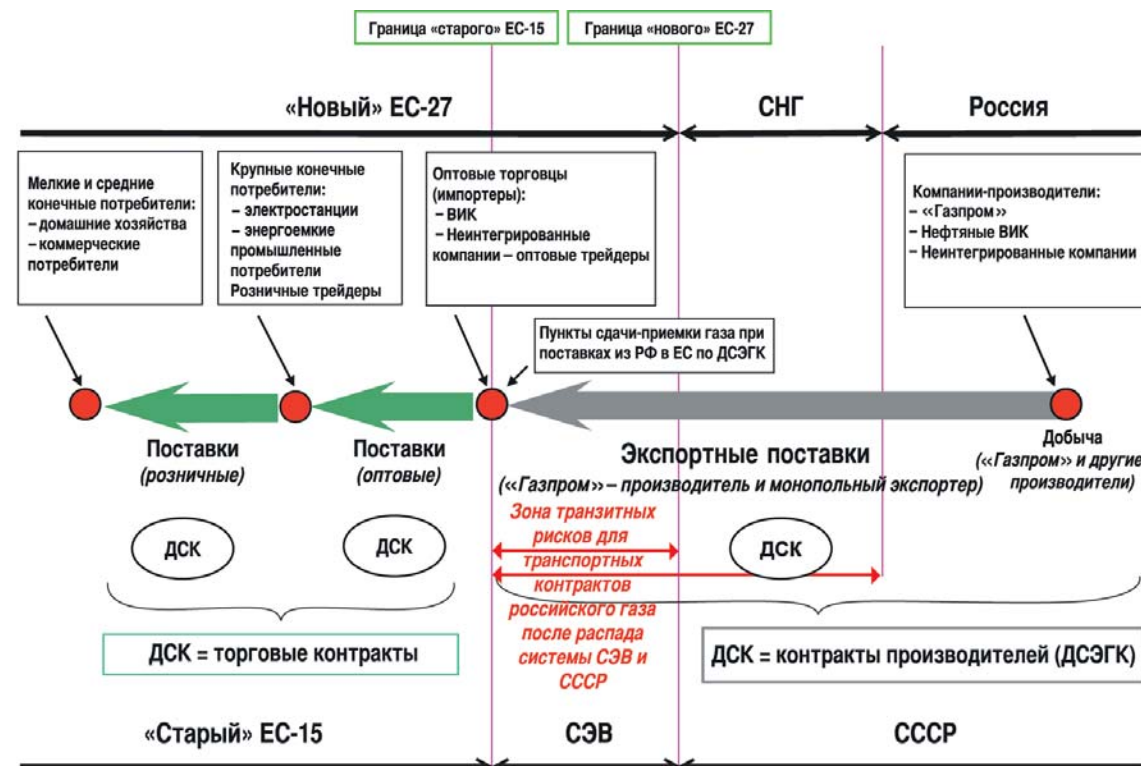 Граница «старого» ЕС-15
Граница «нового» ЕС-27
«Новый» ЕС-27
СНГ
Россия
Мелкие и средние
конечные потребители:
– домашние хозяйства
– коммерческие
потребители
Крупные конечные
потребители:
– электростанции
– энергоемкие
промышленные
потребители
Розничные трейдеры
Оптовые торговцы
(импортеры):
– ВИК
– Неинтегрированные
компании – оптовые трейдеры
Компании-производители:
– «Газпром»
– Нефтяные ВИК
– Неинтегрированные компании
Пункты сдачи-приемки газа при
поставках из РФ в ЕС по ДСЭГК
Поставки
(розничные)
Поставки
(оптовые)
Экспортные поставки
(«Газпром» – производитель и монопольный экспортер)
Добыча
(«Газпром» и другие
производители)
Зона транзитных
рисков для
транспортных
контрактов
российского газа
после распада
системы СЭВ и
СССР
ДСК
ДСК
ДСК
ДСК = торговые контракты
ДСК = контракты производителей (ДСЭГК)
«Старый» ЕС-15
СЭВ
СССР